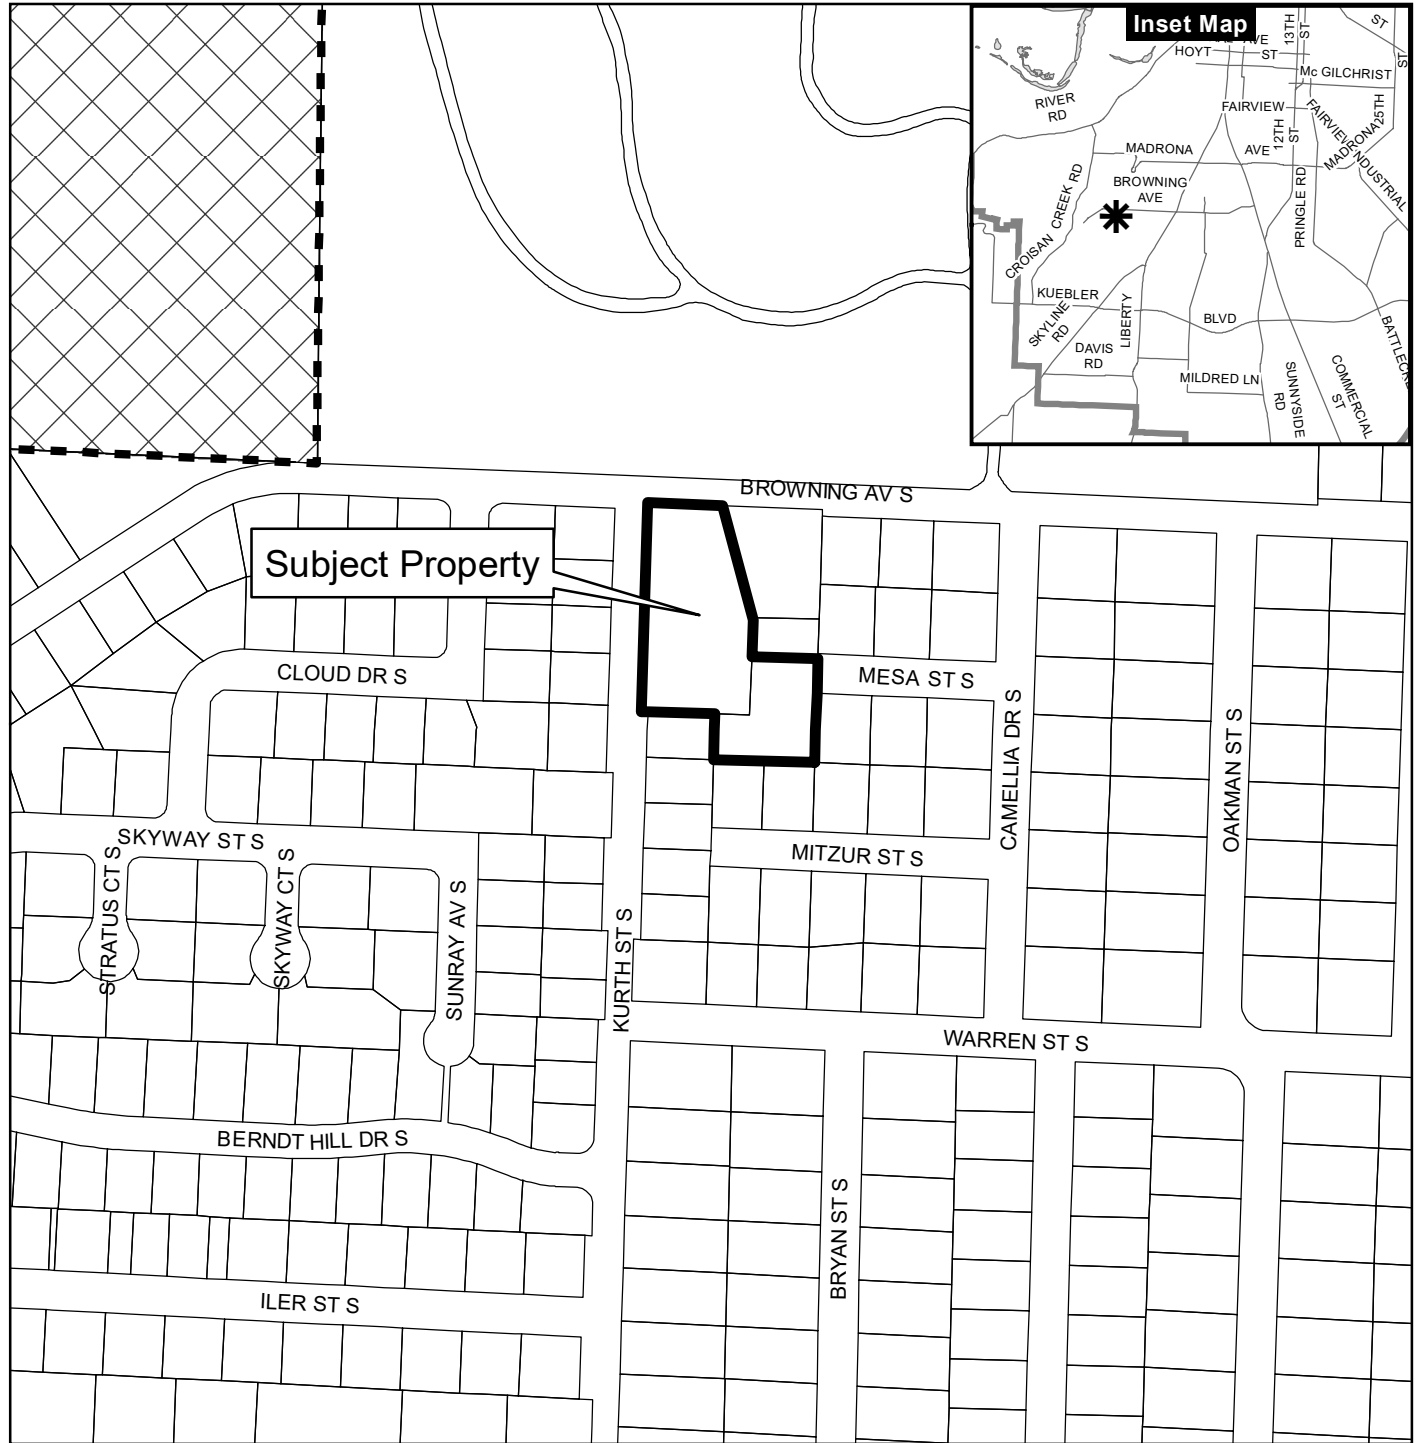 Inset Map
AVE
HOYT
ST
13TH
ST
ST
ST
Mc GILCHRIST
RIVER
RD
FAIRVIEW
FAIRVIEW INDUSTRIAL
12TH
ST
25TH
MADRONA
AVE
MADRONA
BROWNING
AVE
CROISAN CREEK RD
PRINGLE RD
KUEBLER
BLVD
SKYLINE
RD
LIBERTY
DAVIS
RD
MILDRED LN
SUNNYSIDE
RD
COMMERCIAL
ST
BROWNING AV S
Subject Property
CLOUD DR S
MESA ST S
CAMELLIA DR S
OAKMAN ST S
SKYWAY ST S
MITZUR ST S
STRATUS CT S
SKYWAY CT S
SUNRAY AV S
KURTH ST S
WARREN ST S
BERNDT HILL DR S
BRYAN ST S
ILER ST S